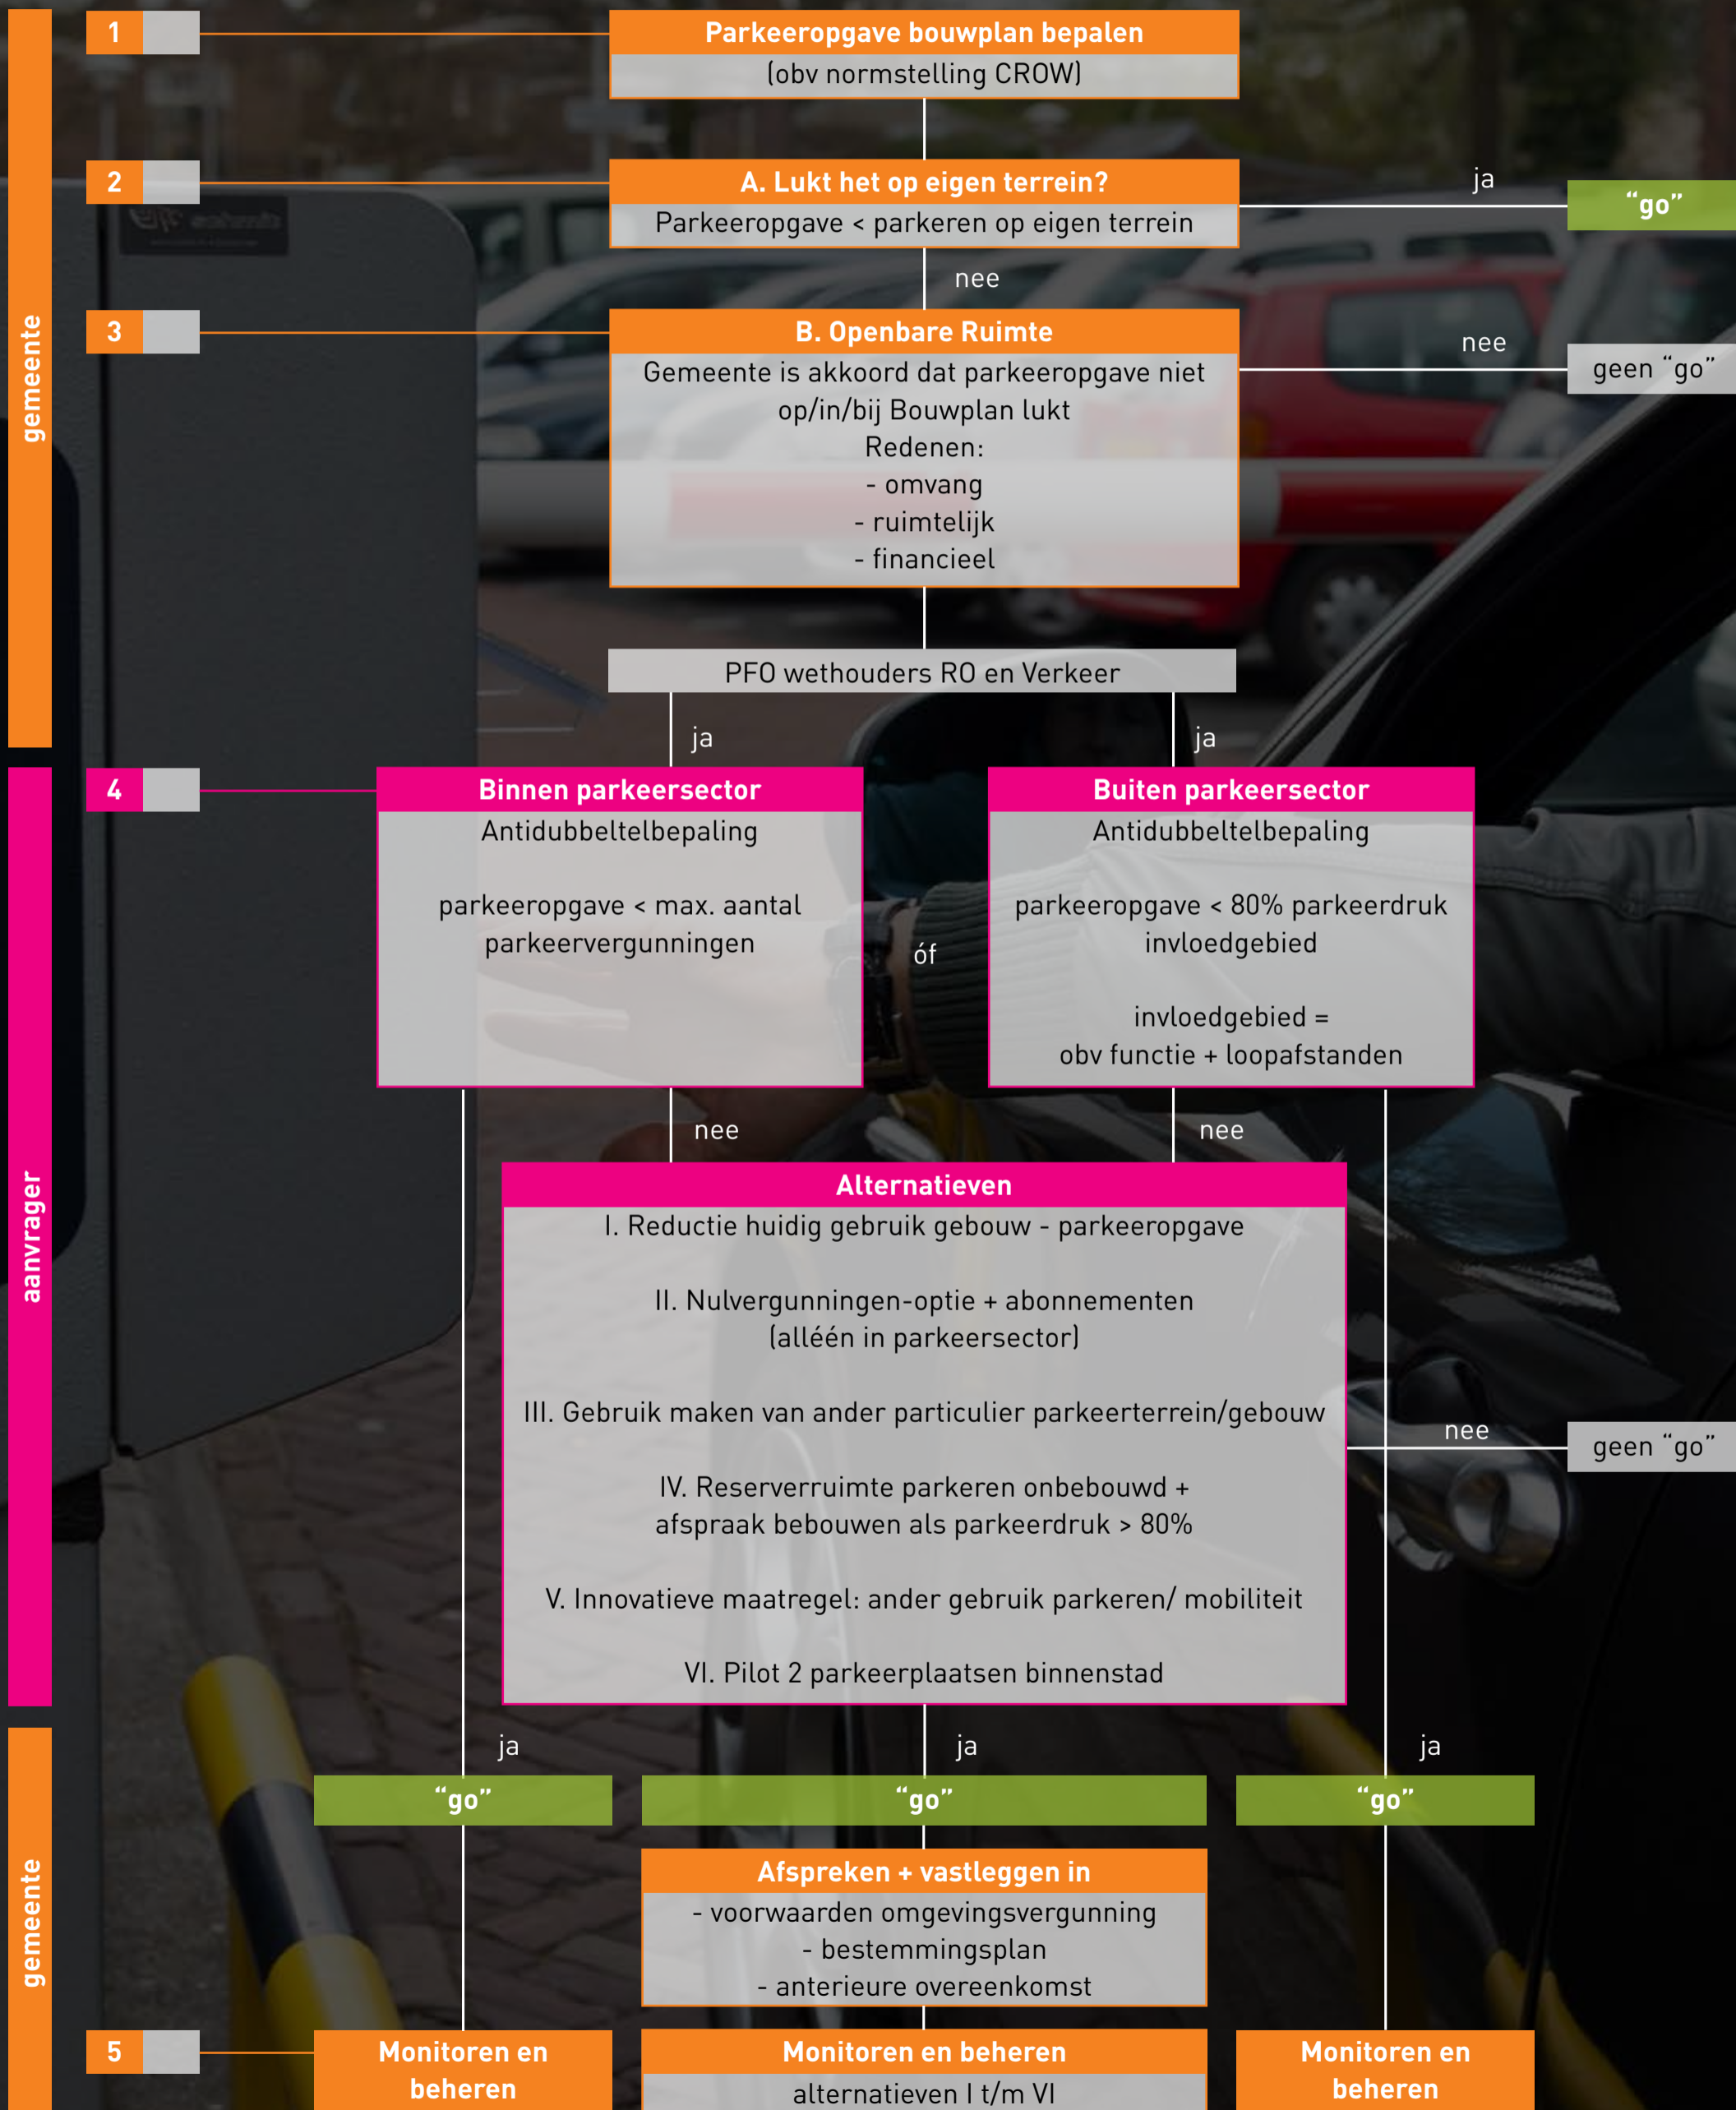 1
Parkeeropgave bouwplan bepalen
(obv normstelling CROW)
2
A. Lukt het op eigen terrein?
Parkeeropgave < parkeren op eigen terrein
ja
“go”
nee
3
B. Openbare Ruimte
Gemeente is akkoord dat parkeeropgave niet
op/in/bij Bouwplan lukt
Redenen:
- omvang
- ruimtelijk
- financieel
nee
geen “go”
gemeente
PFO wethouders RO en Verkeer
ja
ja
4
Binnen parkeersector
Antidubbeltelbepaling
parkeeropgave < max. aantal
parkeervergunningen
óf
Buiten parkeersector
Antidubbeltelbepaling
parkeeropgave < 80% parkeerdruk
invloedgebied
invloedgebied =
obv functie + loopafstanden
nee
nee
aanvrager
Alternatieven
I. Reductie huidig gebruik gebouw - parkeeropgave
II. Nulvergunningen-optie + abonnementen
(alléén in parkeersector)
III. Gebruik maken van ander particulier parkeerterrein/gebouw
IV. Reserverruimte parkeren onbebouwd +
afspraak bebouwen als parkeerdruk > 80%
V. Innovatieve maatregel: ander gebruik parkeren/ mobiliteit
VI. Pilot 2 parkeerplaatsen binnenstad
nee
geen “go”
ja
ja
ja
“go”
“go”
“go”
gemeente
Afspreken + vastleggen in
- voorwaarden omgevingsvergunning
- bestemmingsplan
- anterieure overeenkomst
5
Monitoren en
beheren
Monitoren en beheren
alternatieven I t/m VI
Monitoren en
beheren